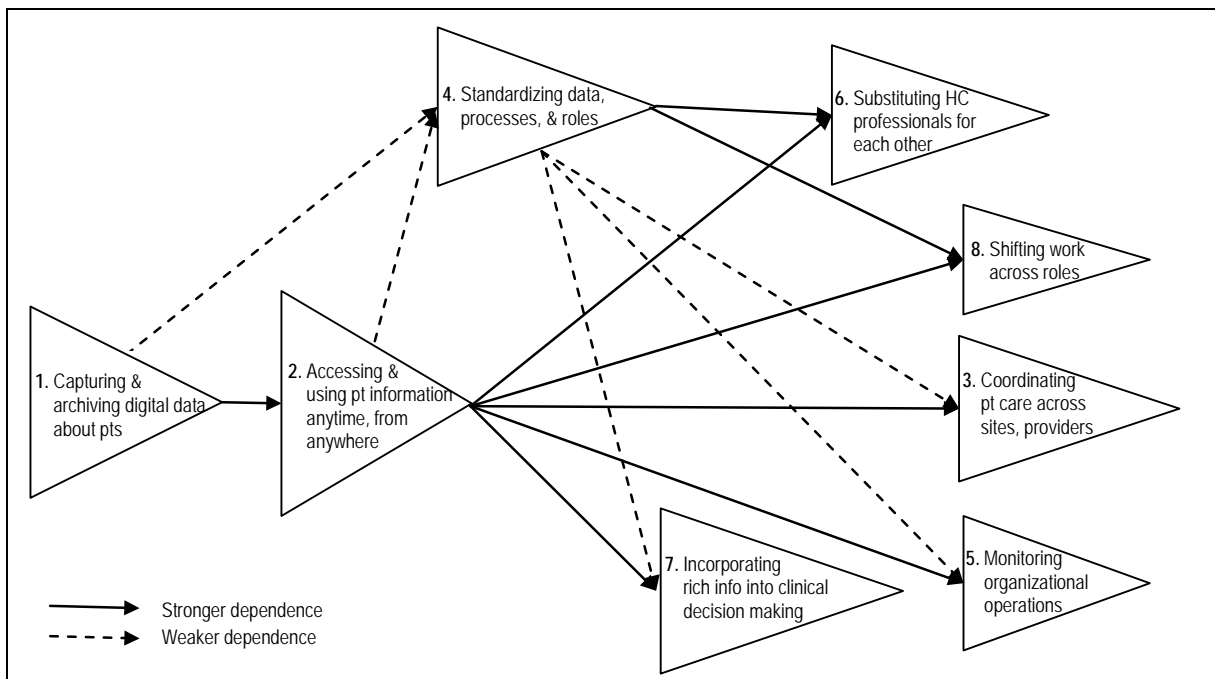 4. Standardizing data,
processes, & roles
6. Substituting HC
professionals for
each other
8. Shifting work
across roles
1. Capturing &
archiving digital data
about pts
2. Accessing &
using pt information
anytime, from
anywhere
3. Coordinating
pt care across
sites, providers
7. Incorporating
rich info into clinical
decision making
5. Monitoring
organizational
operations
Stronger dependence
Weaker dependence